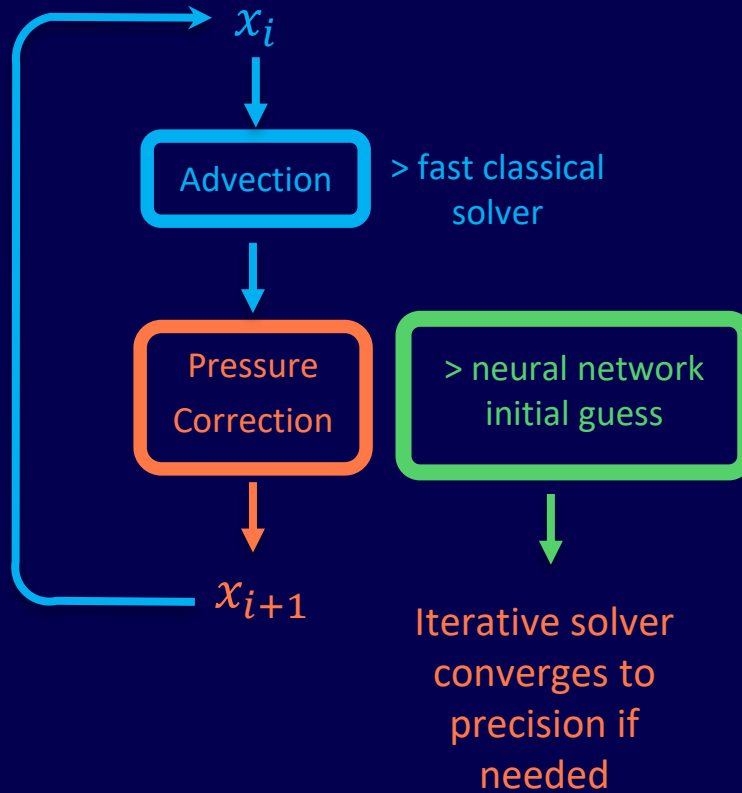 x_i
Advection
> fast classical
solver
Pressure
Correction
> neural network
initial guess
x_{i+1}
Iterative solver
converges to
precision if
needed